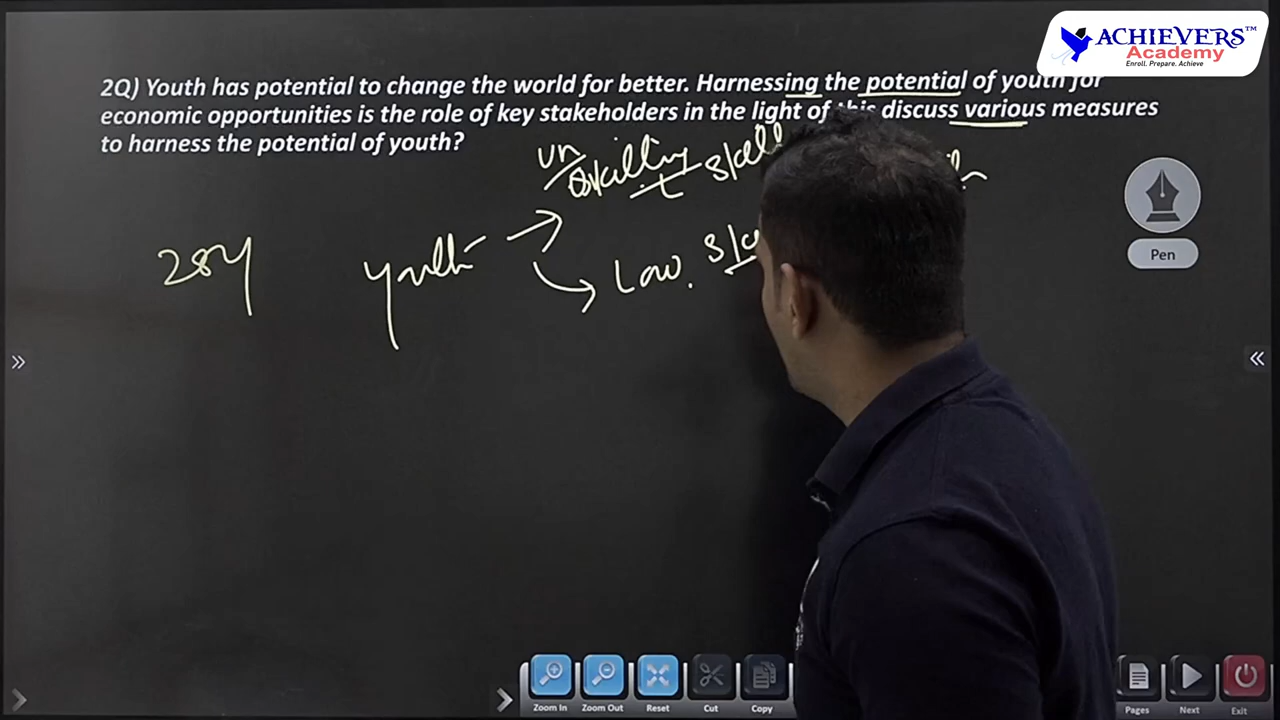 ACHIEVERS™
Academy
Enroll. Prepare. Achieve
2Q) Youth has potential to change the world for better. Harnessing the potential of youth for
economic opportunities is the role of key stakeholders in the light of this discuss various measures
to harness the potential of youth?
un
skilling
28Y
youth
Low.
Pen
Zoom In
Zoom Out
Reset
Cut
Copy
Pages
Next
Exit